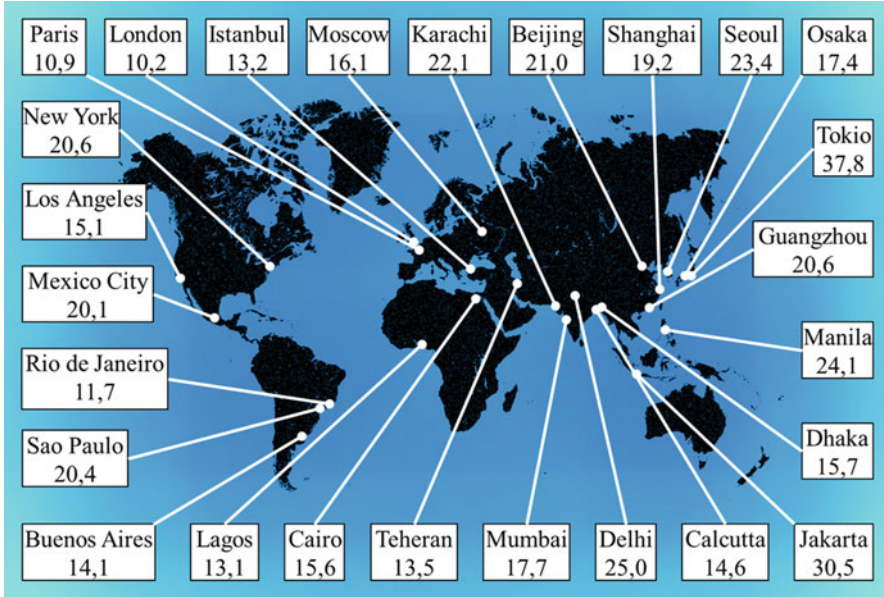 Paris
10,9
London
10,2
Istanbul
13,2
Moscow
16,1
Karachi
22,1
Beijing
21,0
Shanghai
19,2
Seoul
23,4
Osaka
17,4
New York
20,6
Tokio
37,8
Los Angeles
15,1
Guangzhou
20,6
Mexico City
20,1
Manila
24,1
Rio de Janeiro
11,7
Sao Paulo
20,4
Dhaka
15,7
Buenos Aires
14,1
Lagos
13,1
Cairo
15,6
Teheran
13,5
Mumbai
17,7
Delhi
25,0
Calcutta
14,6
Jakarta
30,5